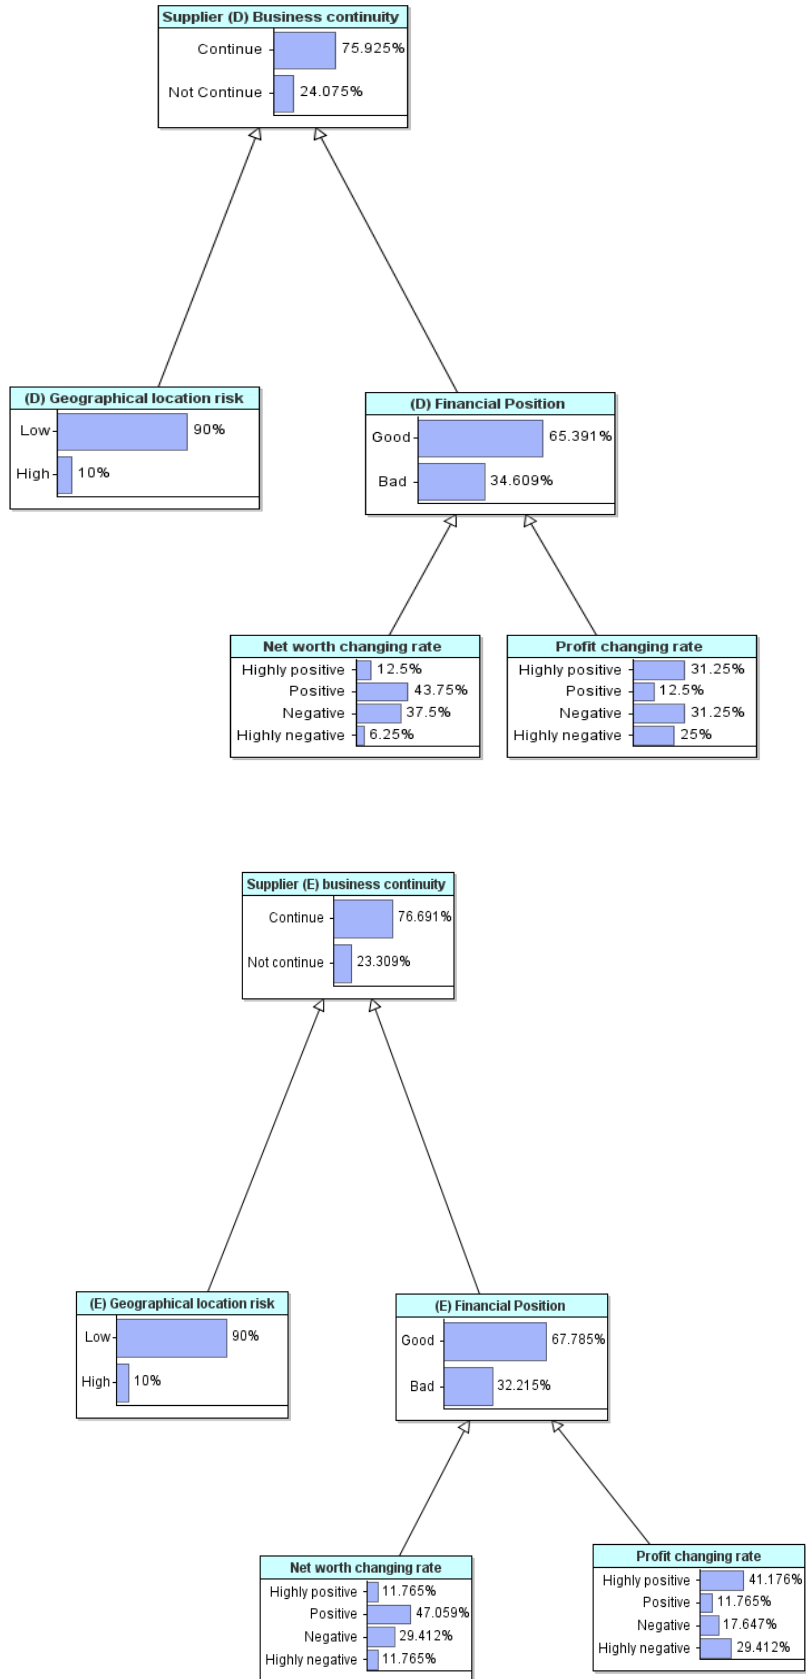 Supplier (D) Business continuity
Continue 75.925%
Not Continue 24.075%
(D) Geographical location risk
Low 90%
High 10%
(D) Financial Position
Good 65.391%
Bad 34.609%
Net worth changing rate
Highly positive 12.5%
Positive 43.75%
Negative 37.5%
Highly negative 6.25%
Profit changing rate
Highly positive 31.25%
Positive 12.5%
Negative 31.25%
Highly negative 25%
Supplier (E) business continuity
Continue 76.691%
Not continue 23.309%
(E) Geographical location risk
Low 90%
High 10%
(E) Financial Position
Good 67.785%
Bad 32.215%
Net worth changing rate
Highly positive 11.765%
Positive 47.059%
Negative 29.412%
Highly negative 11.765%
Profit changing rate
Highly positive 41.176%
Positive 11.765%
Negative 17.647%
Highly negative 29.412%